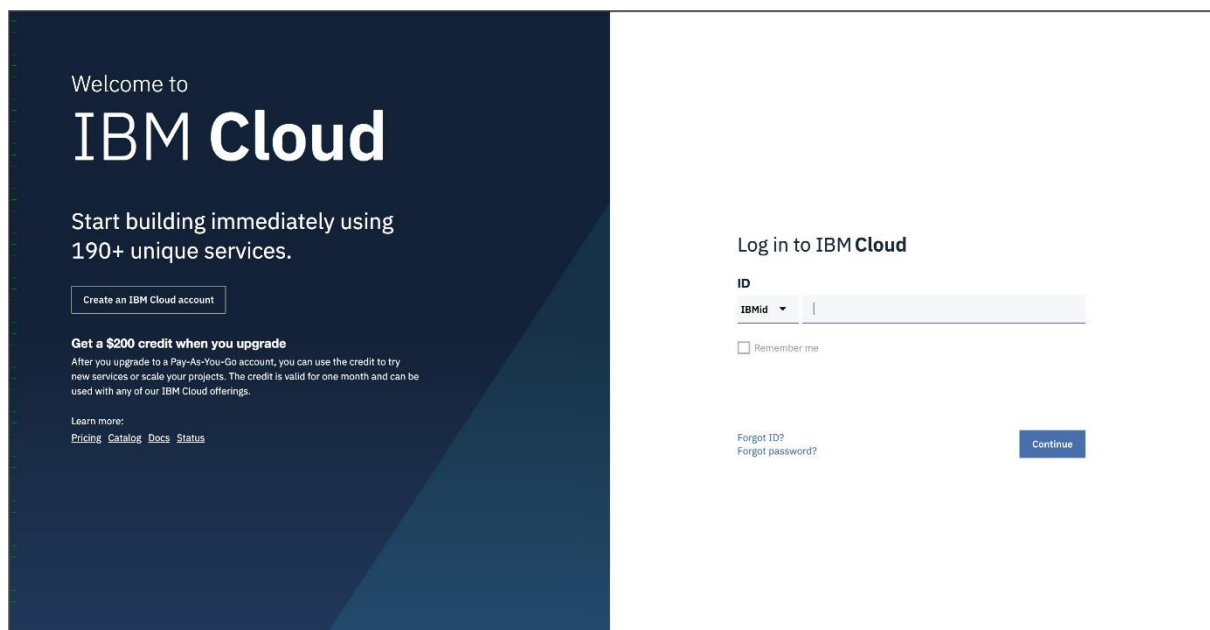 Welcome to
IBM Cloud
Start building immediately using
190+ unique services.
Create an IBM Cloud account
Get a $200 credit when you upgrade
After you upgrade to a Pay-As-You-Go account, you can use the credit to try
new services or scale your projects. The credit is valid for one month and can be
used with any of our IBM Cloud offerings.
Learn more:
Pricing Catalog Docs Status
Log in to IBM Cloud
ID
IBMid
Remember me
Forgot ID?
Forgot password?
Continue